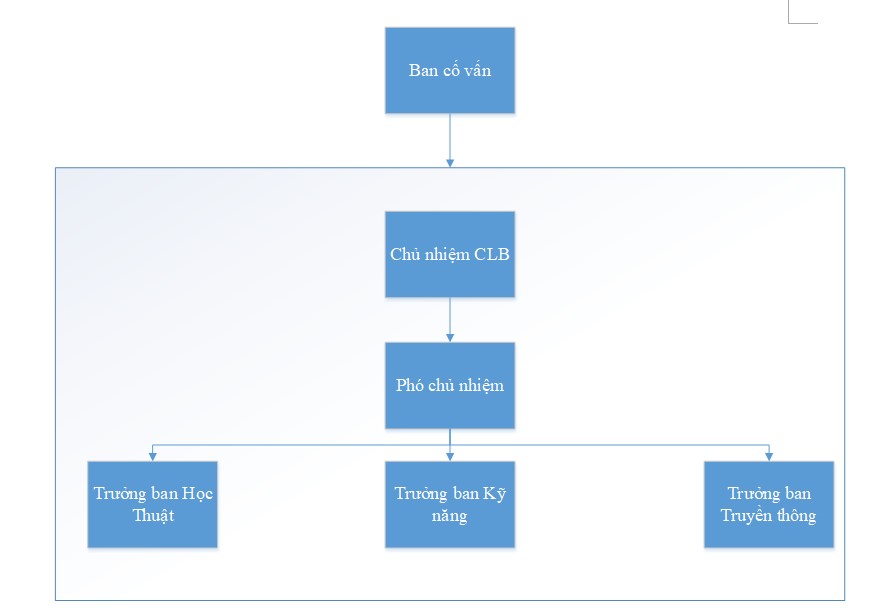 Ban cố vấn
Chủ nhiệm CLB
Phó chủ nhiệm
Trưởng ban Học
Thuật
Trưởng ban Kỹ
năng
Trưởng ban
Truyền thông